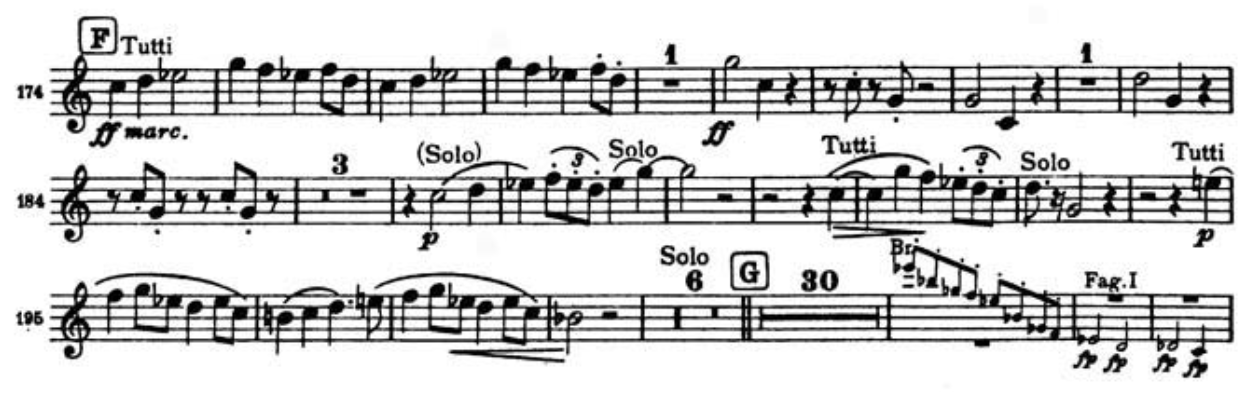 F Tutti
1 1
174
ff marc. ff
3 (Solo) 3 Solo Tutti 3 Solo Tutti
184
p p
Solo
6 G 30 Br. Fag.I
195
fp fp fp fp